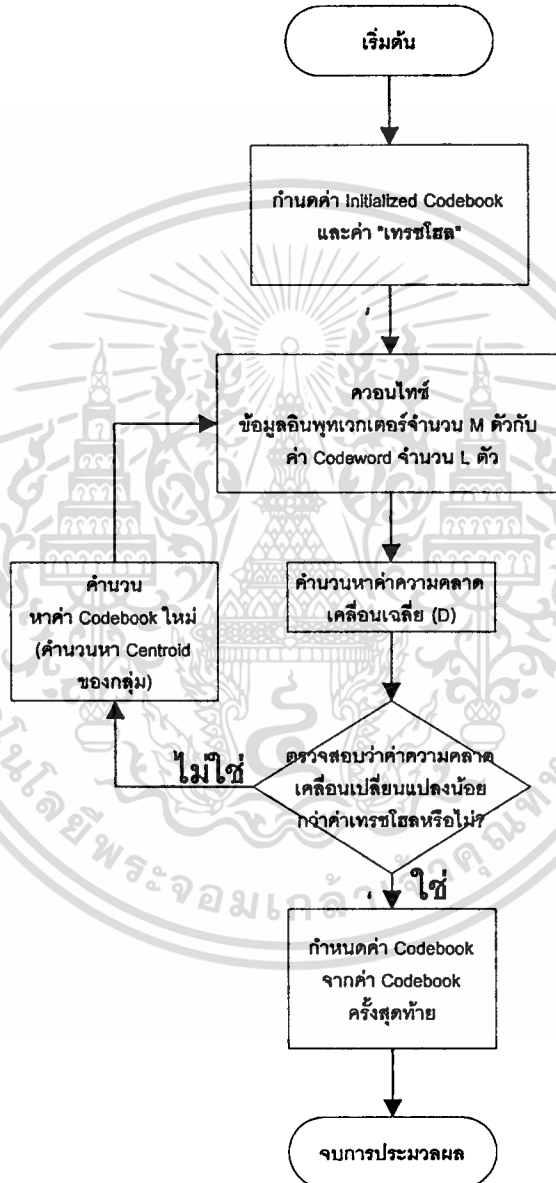 เริ่มต้น
กำนดค่า Initialized Codebook
และค่า "เทรชโฮล"
ควอนไทซ์
ข้อมูลอินพุทเวกเตอร์จำนวน M ตัวกับ
ค่า Codeword จำนวน L ตัว
คำนวน
หาค่า Codebook ใหม่
(คำนวนหา Centroid
ของกลุ่ม)
คำนวนหาค่าความคลาด
เคลื่อนเฉลี่ย (D)
ไม่ใช่
ตรวจสอบว่าค่าความคลาด
เคลื่อนเปลี่ยนแปลงน้อย
กว่าค่าเทรชโฮลหรือไม่?
ใช่
กำหนดค่า Codebook
จากค่า Codebook
ครั้งสุดท้าย
จบการประมวลผล